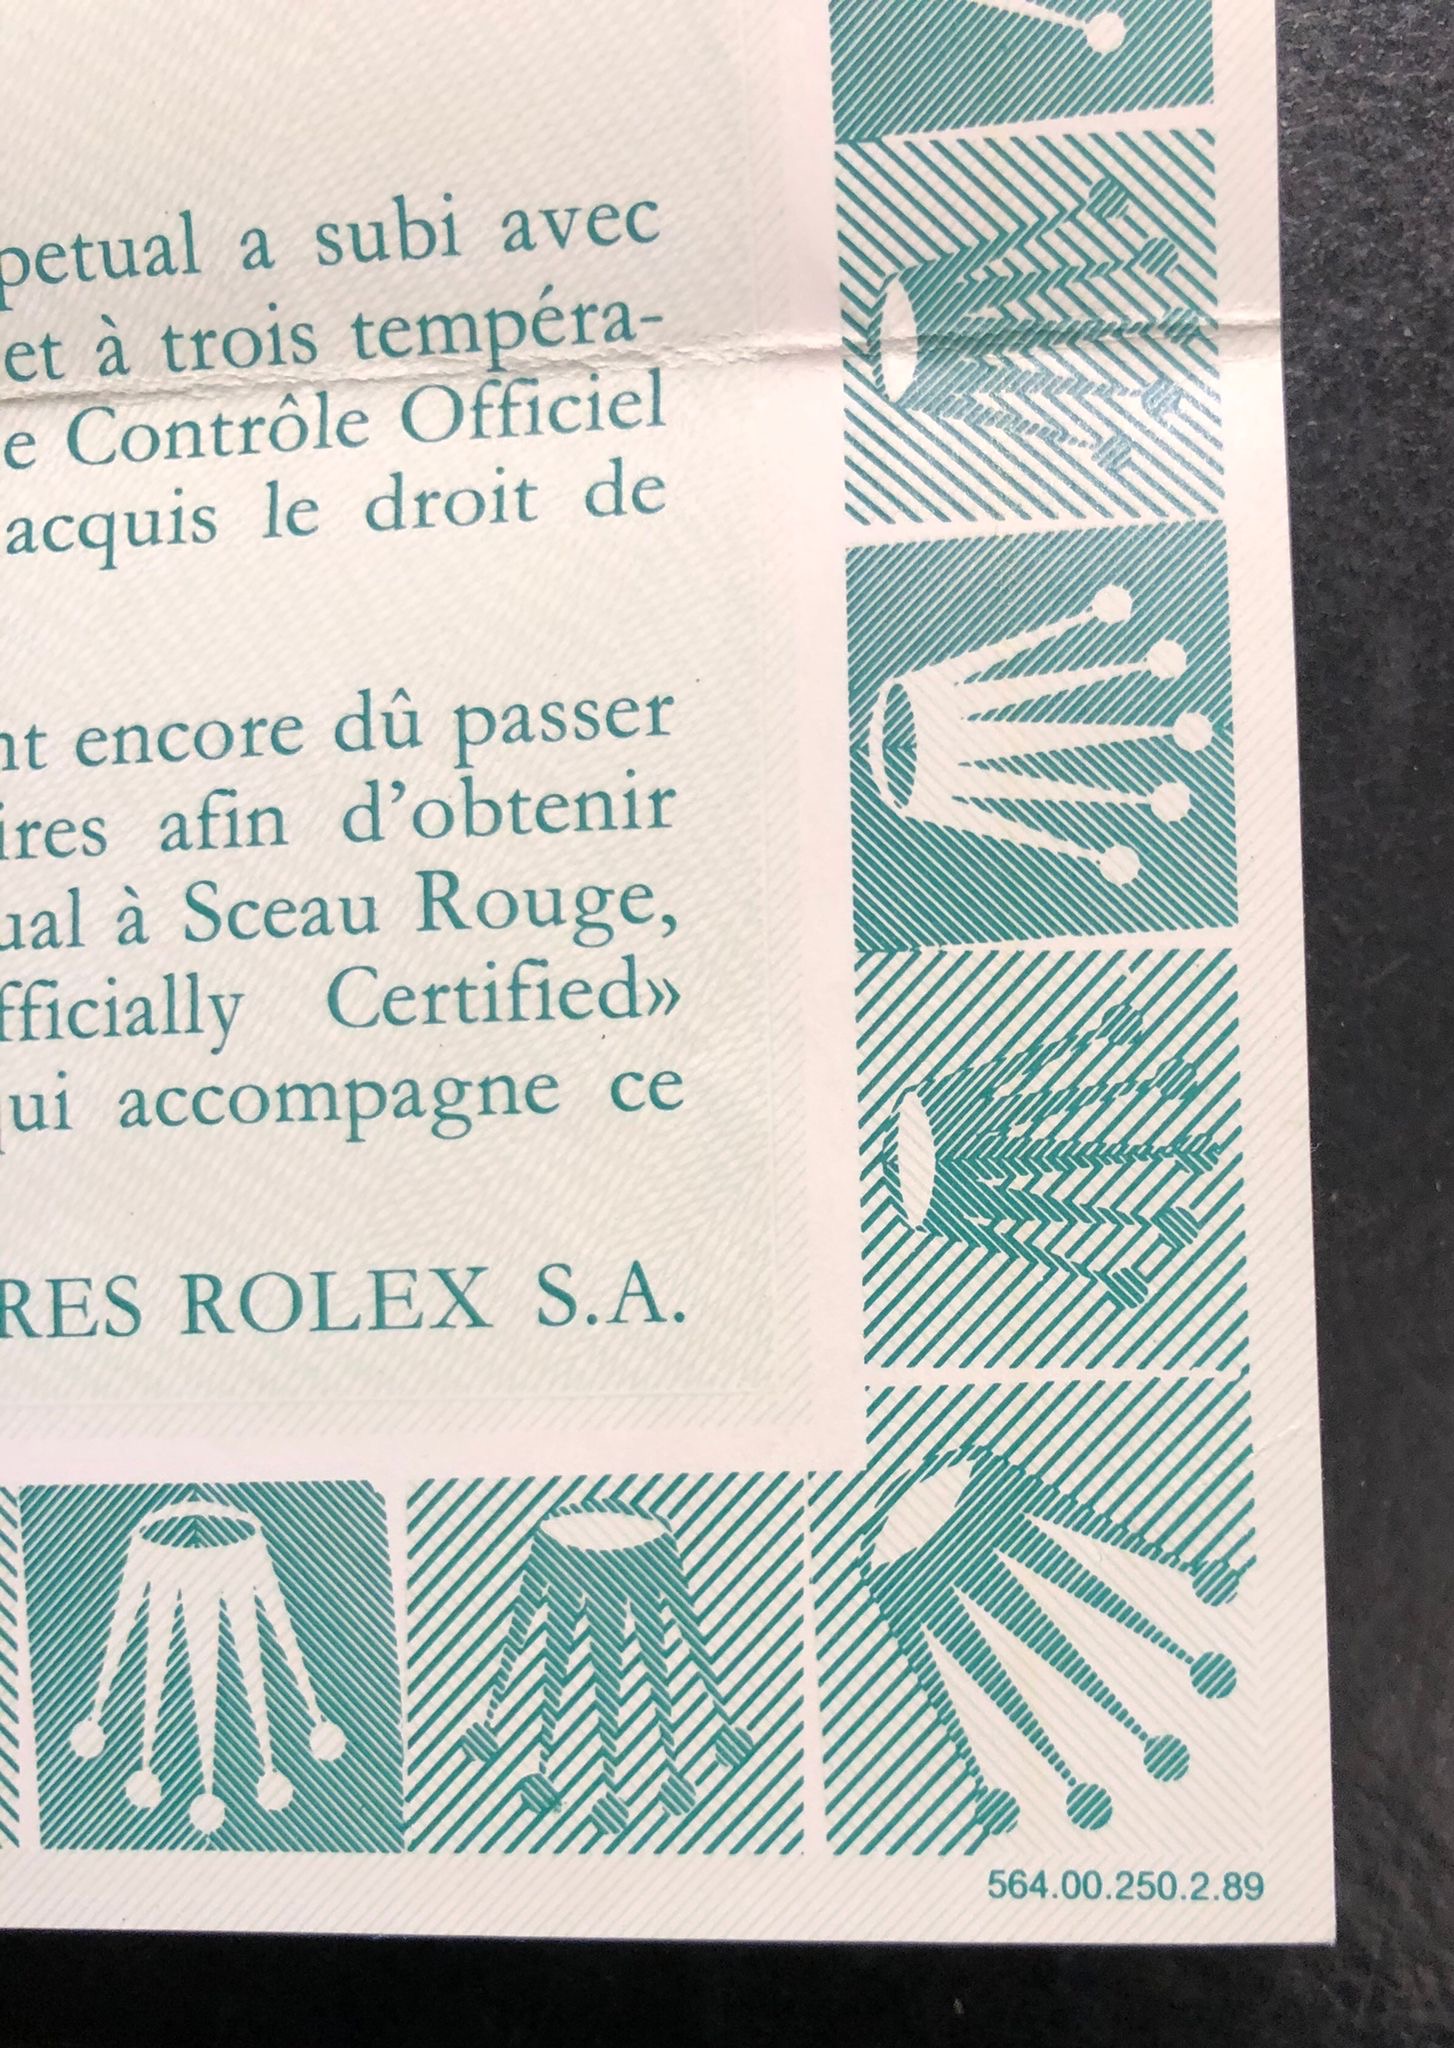 petual a subi avec
et à trois tempéra-
e Contrôle Officiel
acquis le droit de
nt encore dû passer
ires afin d’obtenir
ual à Sceau Rouge,
fficially Certified»
ui accompagne ce
RES ROLEX S.A.
564.00.250.2.89